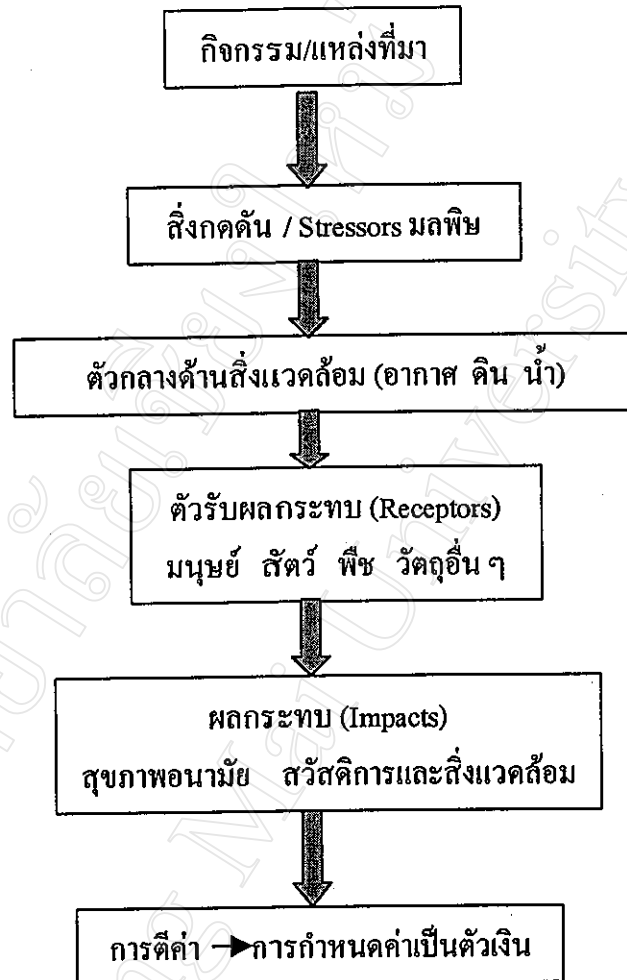 กิจกรรม/แหล่งที่มา
สิ่งกดดัน / Stressors มลพิษ
ตัวกลางด้านสิ่งแวดล้อม (อากาศ ดิน น้ำ)
ตัวรับผลกระทบ (Receptors)
มนุษย์ สัตว์ พืช วัตถุอื่น ๆ
ผลกระทบ (Impacts)
สุขภาพอนามัย สวัสดิการและสิ่งแวดล้อม
การตีค่า →การกำหนดค่าเป็นตัวเงิน